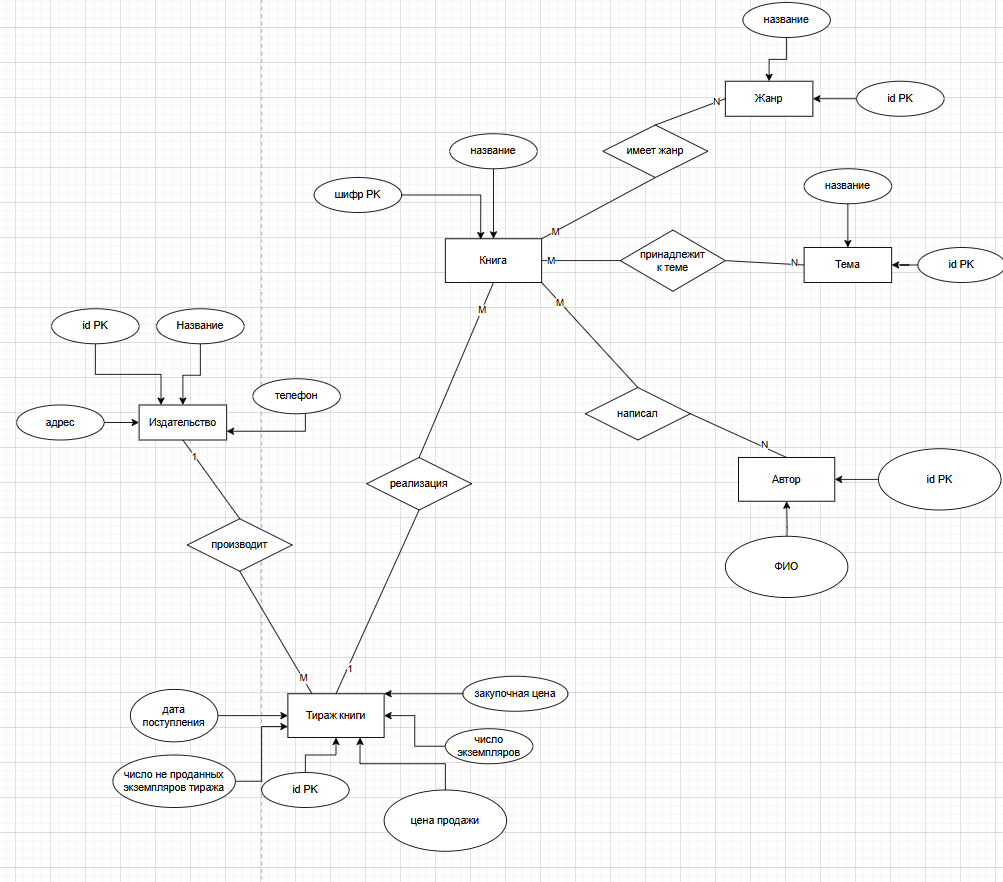 название
Жанр
id PK
N
имеет жанр
название
шифр PK
M
название
Книга
M
принадлежит
к теме
N
Тема
id PK
M
M
id PK
Название
телефон
адрес
Издательство
1
написал
N
Автор
id PK
реализация
производит
ФИО
M
1
закупочная цена
дата
поступления
Тираж книги
число
экземпляров
число не проданных
экземпляров тиража
id PK
цена продажи